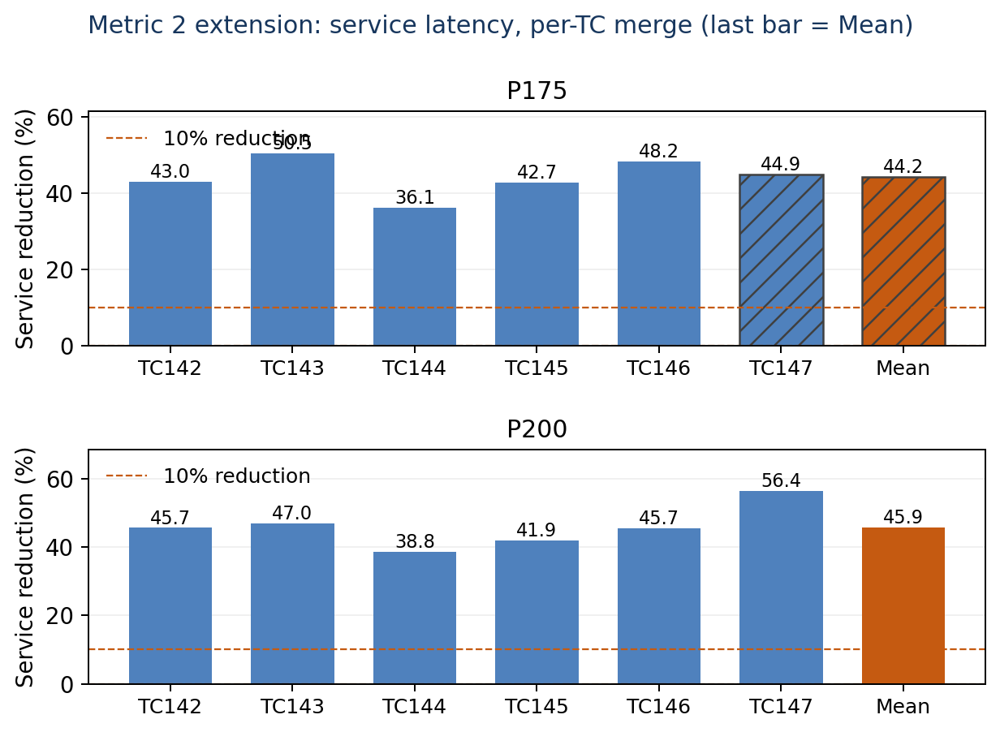 Metric 2 extension: service latency, per-TC merge (last bar = Mean)
P175
Service reduction (%)
60
40
20
0
10% reduction
43.0
50.5
36.1
42.7
48.2
44.9
44.2
TC142
TC143
TC144
TC145
TC146
TC147
Mean
P200
Service reduction (%)
60
40
20
0
10% reduction
45.7
47.0
38.8
41.9
45.7
56.4
45.9
TC142
TC143
TC144
TC145
TC146
TC147
Mean